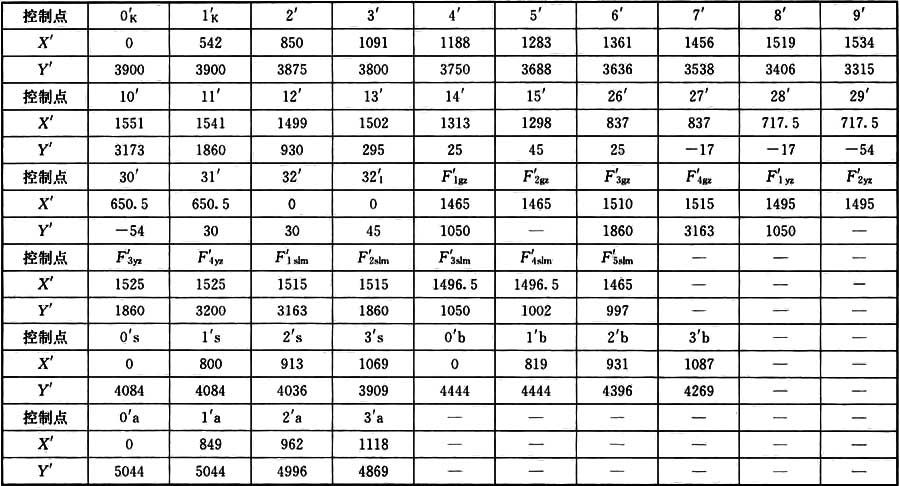 控制点 0′K 1′K 2′ 3′ 4′ 5′ 6′ 7′ 8′ 9′
X′ 0 542 850 1091 1188 1283 1361 1456 1519 1534
Y′ 3900 3900 3875 3800 3750 3688 3636 3538 3406 3315
控制点 10′ 11′ 12′ 13′ 14′ 15′ 26′ 27′ 28′ 29′
X′ 1551 1541 1499 1502 1313 1298 837 837 717.5 717.5
Y′ 3173 1860 930 295 25 45 25 −17 −17 −54
控制点 30′ 31′ 32′ 32′1 F′1gz F′2gz F′3gz F′4gz F′1yz F′2yz
X′ 650.5 650.5 0 0 1465 1465 1510 1515 1495 1495
Y′ −54 30 30 45 1050 — 1860 3163 1050 —
控制点 F′3yz F′4yz F′1slm F′2slm F′3slm F′4slm F′5slm — — —
X′ 1525 1525 1515 1515 1496.5 1496.5 1465 — — —
Y′ 1860 3200 3163 1860 1050 1002 997 — — —
控制点 0′s 1′s 2′s 3′s 0′b 1′b 2′b 3′b — —
X′ 0 800 913 1069 0 819 931 1087 — —
Y′ 4084 4084 4036 3909 4444 4444 4396 4269 — —
控制点 0′a 1′a 2′a 3′a — — — — — —
X′ 0 849 962 1118 — — — — — —
Y′ 5044 5044 4996 4869 — — — — — —